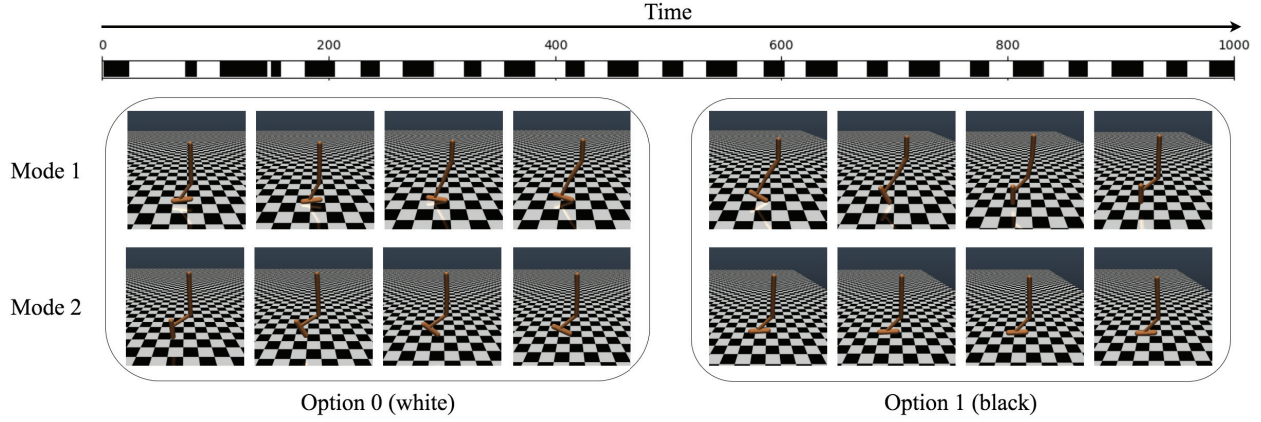 Time
0 200 400 600 800 1000
Mode 1
Mode 2
Option 0 (white) Option 1 (black)